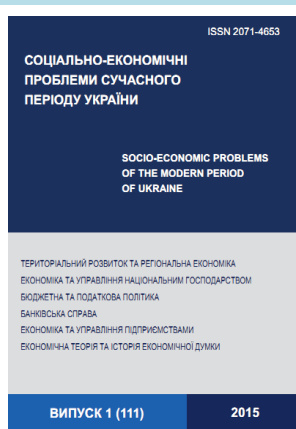 ISSN 2071-4653
СОЦІАЛЬНО-ЕКОНОМІЧНІ
ПРОБЛЕМИ СУЧАСНОГО
ПЕРІОДУ УКРАЇНИ
SOCIO-ECONOMIC PROBLEMS
OF THE MODERN PERIOD
OF UKRAINE
ТЕРИТОРІАЛЬНИЙ РОЗВИТОК ТА РЕГІОНАЛЬНА ЕКОНОМІКА
ЕКОНОМІКА ТА УПРАВЛІННЯ НАЦІОНАЛЬНИМ ГОСПОДАРСТВОМ
БЮДЖЕТНА ТА ПОДАТКОВА ПОЛІТИКА
БАНКІВСЬКА СПРАВА
ЕКОНОМІКА ТА УПРАВЛІННЯ ПІДПРИЄМСТВАМИ
ЕКОНОМІЧНА ТЕОРІЯ ТА ІСТОРІЯ ЕКОНОМІЧНОЇ ДУМКИ
ВИПУСК 1 (111)
2015